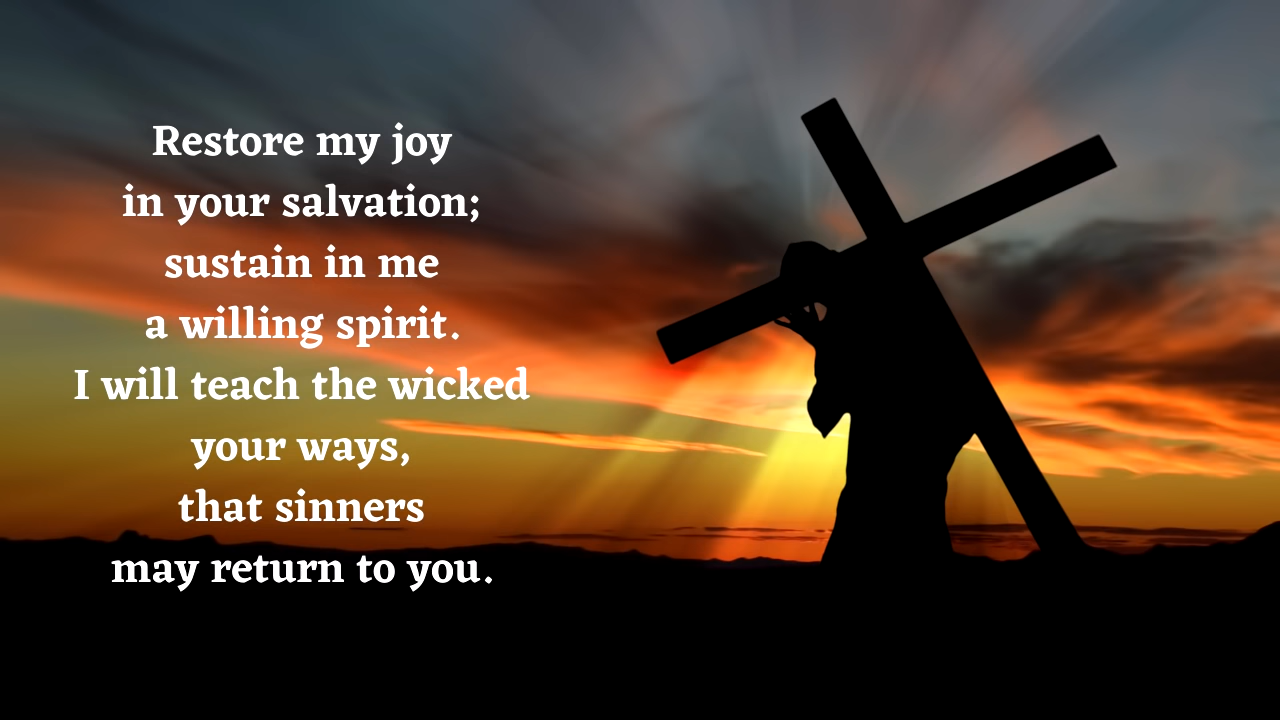 Restore my joy
in your salvation;
sustain in me
a willing spirit.
I will teach the wicked
your ways,
that sinners
may return to you.